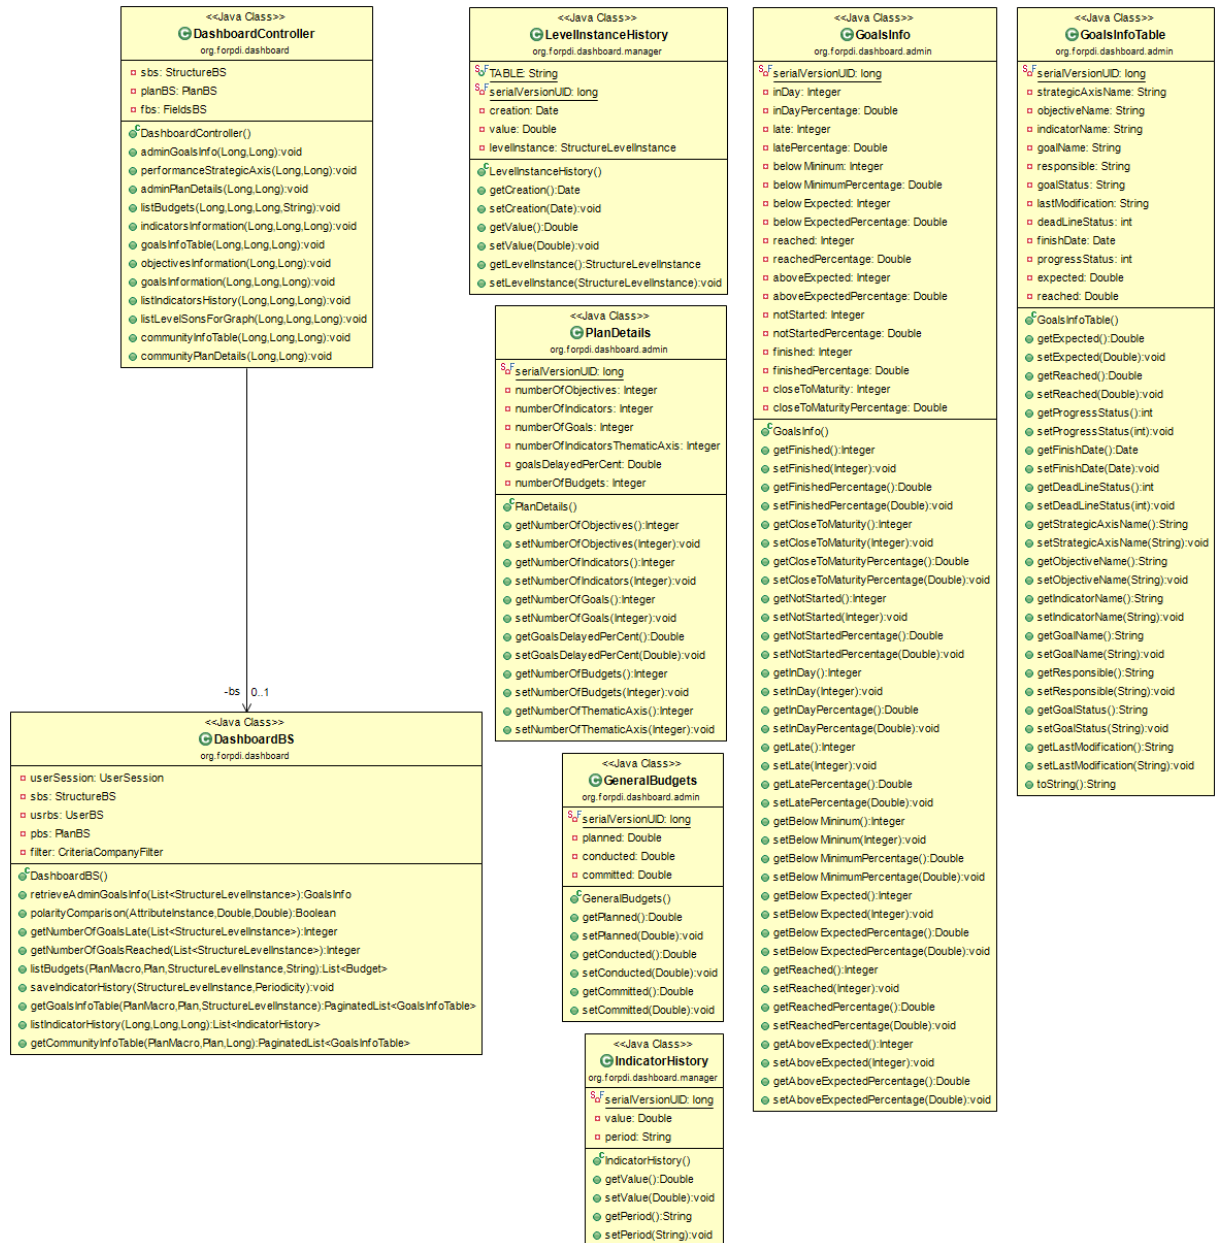 <<Java Class>>
DashboardController
org.forpdi.dashboard
sbs: StructureBS
planBS: PlanBS
fbs: FieldsBS
DashboardController()
adminGoalsInfo(Long,Long):void
performanceStrategicAxis(Long,Long):void
adminPlanDetails(Long,Long):void
listBudgets(Long,Long,Long,String):void
indicatorsInformation(Long,Long,Long):void
goalsInfoTable(Long,Long,Long):void
objectivesInformation(Long,Long):void
goalsInformation(Long,Long,Long):void
listIndicatorsHistory(Long,Long,Long):void
listLevelSonsForGraph(Long,Long,Long):void
communityInfoTable(Long,Long,Long):void
communityPlanDetails(Long,Long):void
-bs 0..1
<<Java Class>>
DashboardBS
org.forpdi.dashboard
userSession: UserSession
sbs: StructureBS
usrbs: UserBS
pbs: PlanBS
filter: CriteriaCompanyFilter
DashboardBS()
retrieveAdminGoalsInfo(List<StructureLevelInstance>):GoalsInfo
polarityComparison(AttributeInstance,Double,Double):Boolean
getNumberOfGoalsLate(List<StructureLevelInstance>):Integer
getNumberOfGoalsReached(List<StructureLevelInstance>):Integer
listBudgets(PlanMacro,Plan,StructureLevelInstance,String):List<Budget>
saveIndicatorHistory(StructureLevelInstance,Periodicity):void
getGoalsInfoTable(PlanMacro,Plan,StructureLevelInstance):PaginatedList<GoalsInfoTable>
listIndicatorHistory(Long,Long,Long):List<IndicatorHistory>
getCommunityInfoTable(PlanMacro,Plan,Long):PaginatedList<GoalsInfoTable>
<<Java Class>>
LevelInstanceHistory
org.forpdi.dashboard.manager
TABLE: String
serialVersionUID: long
creation: Date
value: Double
levelInstance: StructureLevelInstance
LevelInstanceHistory()
getCreation():Date
setCreation(Date):void
getValue():Double
setValue(Double):void
getLevelInstance():StructureLevelInstance
setLevelInstance(StructureLevelInstance):void
<<Java Class>>
PlanDetails
org.forpdi.dashboard.admin
serialVersionUID: long
numberOfObjectives: Integer
numberOfIndicators: Integer
numberOfGoals: Integer
numberOfIndicatorsThematicAxis: Integer
goalsDelayedPerCent: Double
numberOfBudgets: Integer
PlanDetails()
getNumberOfObjectives():Integer
setNumberOfObjectives(Integer):void
getNumberOfIndicators():Integer
setNumberOfIndicators(Integer):void
getNumberOfGoals():Integer
setNumberOfGoals(Integer):void
getGoalsDelayedPerCent():Double
setGoalsDelayedPerCent(Double):void
getNumberOfBudgets():Integer
setNumberOfBudgets(Integer):void
getNumberOfThematicAxis():Integer
setNumberOfThematicAxis(Integer):void
<<Java Class>>
GeneralBudgets
org.forpdi.dashboard.admin
serialVersionUID: long
planned: Double
conducted: Double
committed: Double
GeneralBudgets()
getPlanned():Double
setPlanned(Double):void
getConducted():Double
setConducted(Double):void
getCommitted():Double
setCommitted(Double):void
<<Java Class>>
IndicatorHistory
org.forpdi.dashboard.manager
serialVersionUID: long
value: Double
period: String
IndicatorHistory()
getValue():Double
setValue(Double):void
getPeriod():String
setPeriod(String):void
<<Java Class>>
GoalsInfo
org.forpdi.dashboard.admin
serialVersionUID: long
inDay: Integer
inDayPercentage: Double
late: Integer
latePercentage: Double
belowMininum: Integer
belowMinimumPercentage: Double
belowExpected: Integer
belowExpectedPercentage: Double
reached: Integer
reachedPercentage: Double
aboveExpected: Integer
aboveExpectedPercentage: Double
notStarted: Integer
notStartedPercentage: Double
finished: Integer
finishedPercentage: Double
closeToMaturity: Integer
closeToMaturityPercentage: Double
GoalsInfo()
getFinished():Integer
setFinished(Integer):void
getFinishedPercentage():Double
setFinishedPercentage(Double):void
getCloseToMaturity():Integer
setCloseToMaturity(Integer):void
getCloseToMaturityPercentage():Double
setCloseToMaturityPercentage(Double):void
getNotStarted():Integer
setNotStarted(Integer):void
getNotStartedPercentage():Double
setNotStartedPercentage(Double):void
getInDay():Integer
setInDay(Integer):void
getInDayPercentage():Double
setInDayPercentage(Double):void
getLate():Integer
setLate(Integer):void
getLatePercentage():Double
setLatePercentage(Double):void
getBelowMininum():Integer
setBelowMininum(Integer):void
getBelowMinimumPercentage():Double
setBelowMinimumPercentage(Double):void
getBelowExpected():Integer
setBelowExpected(Integer):void
getBelowExpectedPercentage():Double
setBelowExpectedPercentage(Double):void
getReached():Integer
setReached(Integer):void
getReachedPercentage():Double
setReachedPercentage(Double):void
getAboveExpected():Integer
setAboveExpected(Integer):void
getAboveExpectedPercentage():Double
setAboveExpectedPercentage(Double):void
<<Java Class>>
GoalsInfoTable
org.forpdi.dashboard.admin
serialVersionUID: long
strategicAxisName: String
objectiveName: String
indicatorName: String
goalName: String
responsible: String
goalStatus: String
lastModification: String
deadLineStatus: int
finishDate: Date
progressStatus: int
expected: Double
reached: Double
GoalsInfoTable()
getExpected():Double
setExpected(Double):void
getReached():Double
setReached(Double):void
getProgressStatus():int
setProgressStatus(int):void
getFinishDate():Date
setFinishDate(Date):void
getDeadLineStatus():int
setDeadLineStatus(int):void
getStrategicAxisName():String
setStrategicAxisName(String):void
getObjectiveName():String
setObjectiveName(String):void
getIndicatorName():String
setIndicatorName(String):void
getGoalName():String
setGoalName(String):void
getResponsible():String
setResponsible(String):void
getGoalStatus():String
setGoalStatus(String):void
getLastModification():String
setLastModification(String):void
toString():String